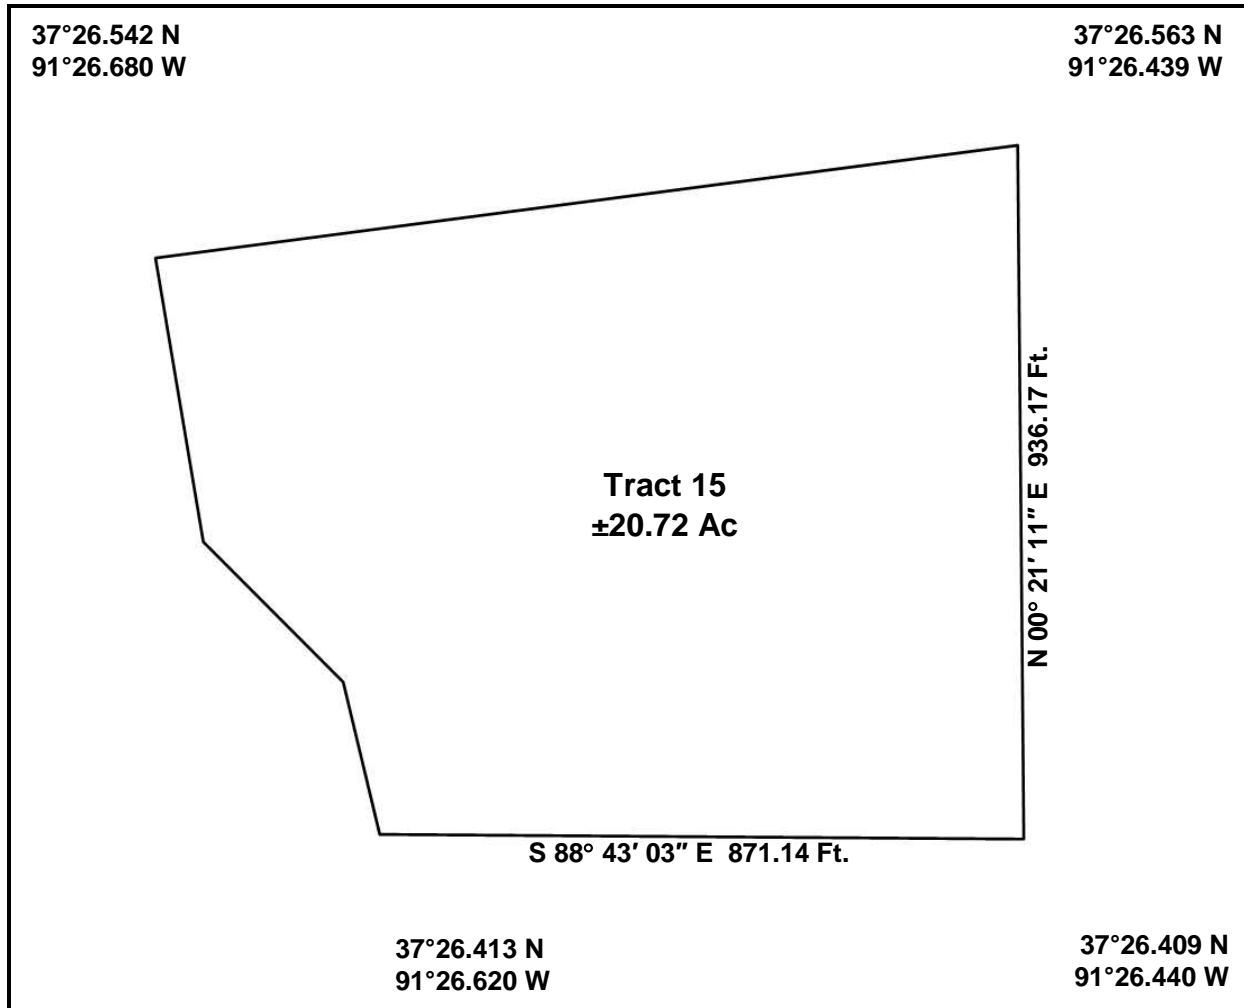 37°26.542 N
91°26.680 W
37°26.563 N
91°26.439 W
Tract 15
±20.72 Ac
N 00° 21′ 11″ E  936.17 Ft.
S 88° 43′ 03″ E  871.14 Ft.
37°26.413 N
91°26.620 W
37°26.409 N
91°26.440 W